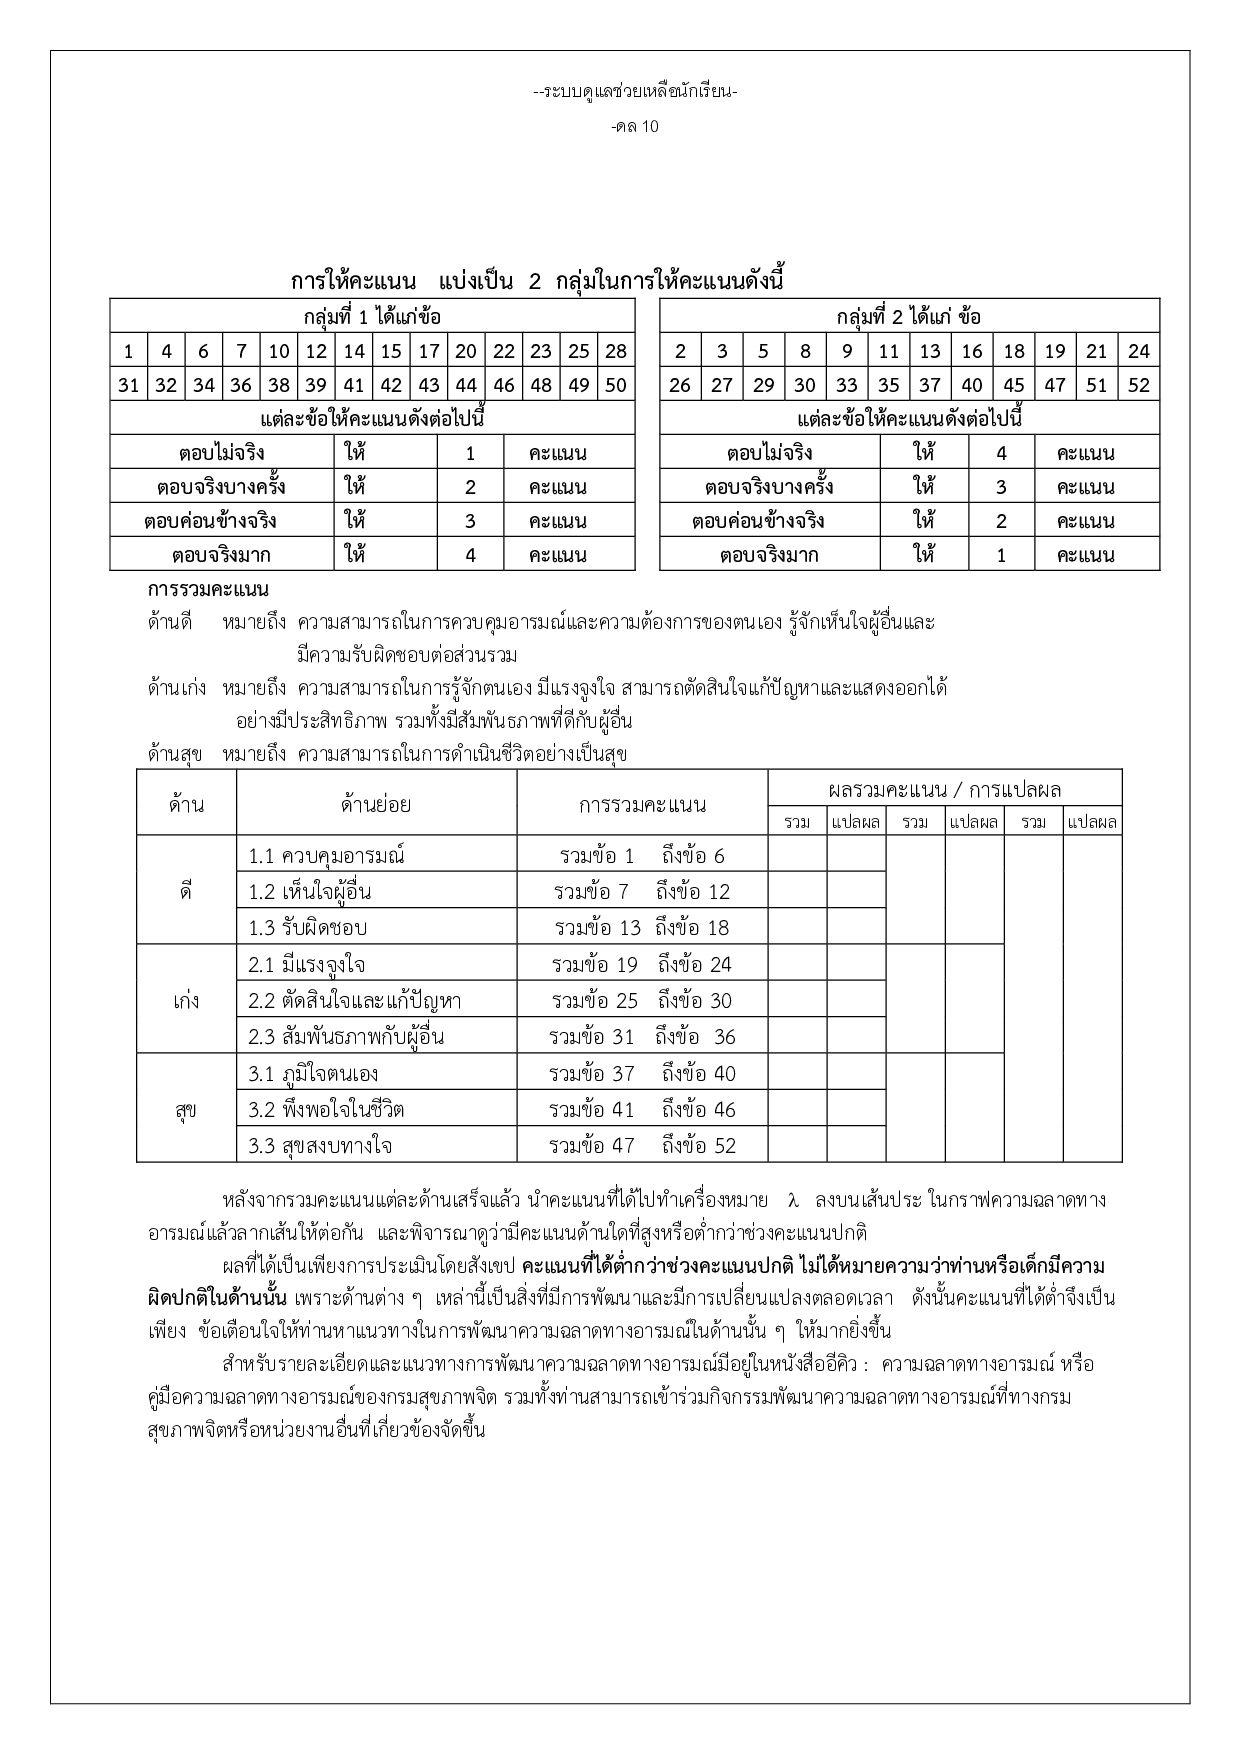 --ระบบดูแลช่วยเหลือนักเรียน-
-ดล 10
การให้คะแนน แบ่งเป็น 2 กลุ่มในการให้คะแนนดังนี้
กลุ่มที่ 1 ได้แก่ข้อ
1 4 6 7 10 12 14 15 17 20 22 23 25 28
31 32 34 36 38 39 41 42 43 44 46 48 49 50
แต่ละข้อให้คะแนนดังต่อไปนี้
ตอบไม่จริง ให้ 1 คะแนน
ตอบจริงบางครั้ง ให้ 2 คะแนน
ตอบค่อนข้างจริง ให้ 3 คะแนน
ตอบจริงมาก ให้ 4 คะแนน
กลุ่มที่ 2 ได้แก่ ข้อ
2 3 5 8 9 11 13 16 18 19 21 24
26 27 29 30 33 35 37 40 45 47 51 52
แต่ละข้อให้คะแนนดังต่อไปนี้
ตอบไม่จริง ให้ 4 คะแนน
ตอบจริงบางครั้ง ให้ 3 คะแนน
ตอบค่อนข้างจริง ให้ 2 คะแนน
ตอบจริงมาก ให้ 1 คะแนน
การรวมคะแนน
ด้านดี หมายถึง ความสามารถในการควบคุมอารมณ์และความต้องการของตนเอง รู้จักเห็นใจผู้อื่นและ
มีความรับผิดชอบต่อส่วนรวม
ด้านเก่ง หมายถึง ความสามารถในการรู้จักตนเอง มีแรงจูงใจ สามารถตัดสินใจแก้ปัญหาและแสดงออกได้
อย่างมีประสิทธิภาพ รวมทั้งมีสัมพันธภาพที่ดีกับผู้อื่น
ด้านสุข หมายถึง ความสามารถในการดำเนินชีวิตอย่างเป็นสุข
ด้าน ด้านย่อย การรวมคะแนน ผลรวมคะแนน / การแปลผล
รวม แปลผล รวม แปลผล รวม แปลผล
1.1 ควบคุมอารมณ์ รวมข้อ 1 ถึงข้อ 6
ดี 1.2 เห็นใจผู้อื่น รวมข้อ 7 ถึงข้อ 12
1.3 รับผิดชอบ รวมข้อ 13 ถึงข้อ 18
2.1 มีแรงจูงใจ รวมข้อ 19 ถึงข้อ 24
เก่ง 2.2 ตัดสินใจและแก้ปัญหา รวมข้อ 25 ถึงข้อ 30
2.3 สัมพันธภาพกับผู้อื่น รวมข้อ 31 ถึงข้อ 36
3.1 ภูมิใจตนเอง รวมข้อ 37 ถึงข้อ 40
สุข 3.2 พึงพอใจในชีวิต รวมข้อ 41 ถึงข้อ 46
3.3 สุขสงบทางใจ รวมข้อ 47 ถึงข้อ 52
หลังจากรวมคะแนนแต่ละด้านเสร็จแล้ว นำคะแนนที่ได้ไปทำเครื่องหมาย λ ลงบนเส้นประ ในกราฟความฉลาดทาง
อารมณ์แล้วลากเส้นให้ต่อกัน และพิจารณาดูว่ามีคะแนนด้านใดที่สูงหรือต่ำกว่าช่วงคะแนนปกติ
ผลที่ได้เป็นเพียงการประเมินโดยสังเขป คะแนนที่ได้ต่ำกว่าช่วงคะแนนปกติ ไม่ได้หมายความว่าท่านหรือเด็กมีความ
ผิดปกติในด้านนั้น เพราะด้านต่าง ๆ เหล่านี้เป็นสิ่งที่มีการพัฒนาและมีการเปลี่ยนแปลงตลอดเวลา ดังนั้นคะแนนที่ได้ต่ำจึงเป็น
เพียง ข้อเตือนใจให้ท่านหาแนวทางในการพัฒนาความฉลาดทางอารมณ์ในด้านนั้น ๆ ให้มากยิ่งขึ้น
สำหรับรายละเอียดและแนวทางการพัฒนาความฉลาดทางอารมณ์มีอยู่ในหนังสืออีคิว : ความฉลาดทางอารมณ์ หรือ
คู่มือความฉลาดทางอารมณ์ของกรมสุขภาพจิต รวมทั้งท่านสามารถเข้าร่วมกิจกรรมพัฒนาความฉลาดทางอารมณ์ที่ทางกรม
สุขภาพจิตหรือหน่วยงานอื่นที่เกี่ยวข้องจัดขึ้น